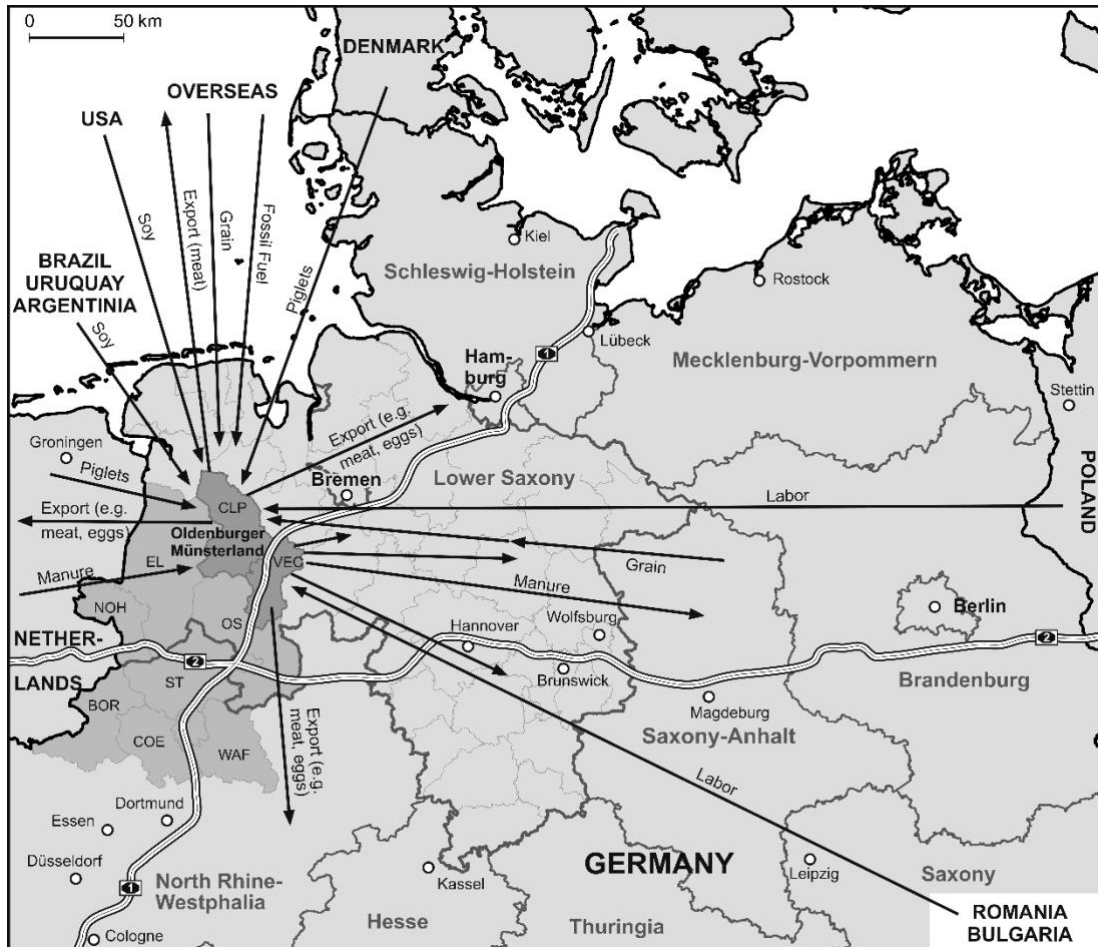 0 50 km
DENMARK
OVERSEAS
USA
Soy
Export (meat)
Grain
Fossil Fuel
Piglets
BRAZIL
URUQUAY
ARGENTINIA
Soy
Kiel
Schleswig-Holstein
Rostock
Lübeck
1
Ham-
burg
Mecklenburg-Vorpommern
Stettin
POLAND
Groningen
Piglets
Export (e.g.
meat, eggs)
Bremen
Lower Saxony
Labor
CLP
Export (e.g.
meat, eggs)
Oldenburger
Münsterland
EL
VEC
Grain
Manure
Manure
NOH
OS
Wolfsburg
Hannover
Berlin
NETHER-
LANDS
2
2
ST
Brunswick
Brandenburg
BOR
Magdeburg
COE
WAF
Export (e.g.
meat, eggs)
Saxony-Anhalt
Labor
Dortmund
Essen
Düsseldorf
GERMANY
Kassel
Leipzig
Saxony
1
North Rhine-
Westphalia
Hesse
Thuringia
ROMANIA
BULGARIA
Cologne